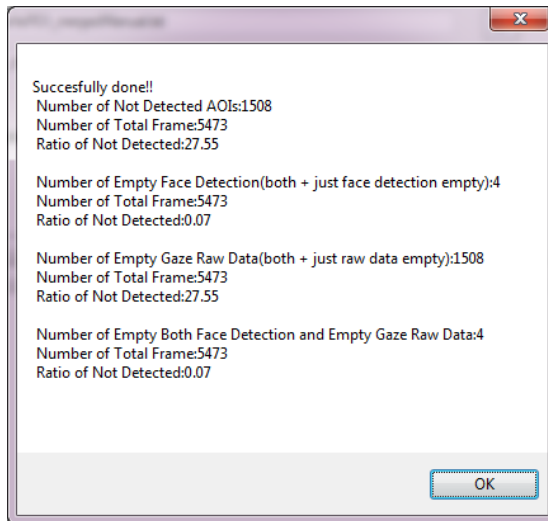 Succesfully done!!
Number of Not Detected AOIs:1508
Number of Total Frame:5473
Ratio of Not Detected:27.55
Number of Empty Face Detection(both + just face detection empty):4
Number of Total Frame:5473
Ratio of Not Detected:0.07
Number of Empty Gaze Raw Data(both + just raw data empty):1508
Number of Total Frame:5473
Ratio of Not Detected:27.55
Number of Empty Both Face Detection and Empty Gaze Raw Data:4
Number of Total Frame:5473
Ratio of Not Detected:0.07
OK